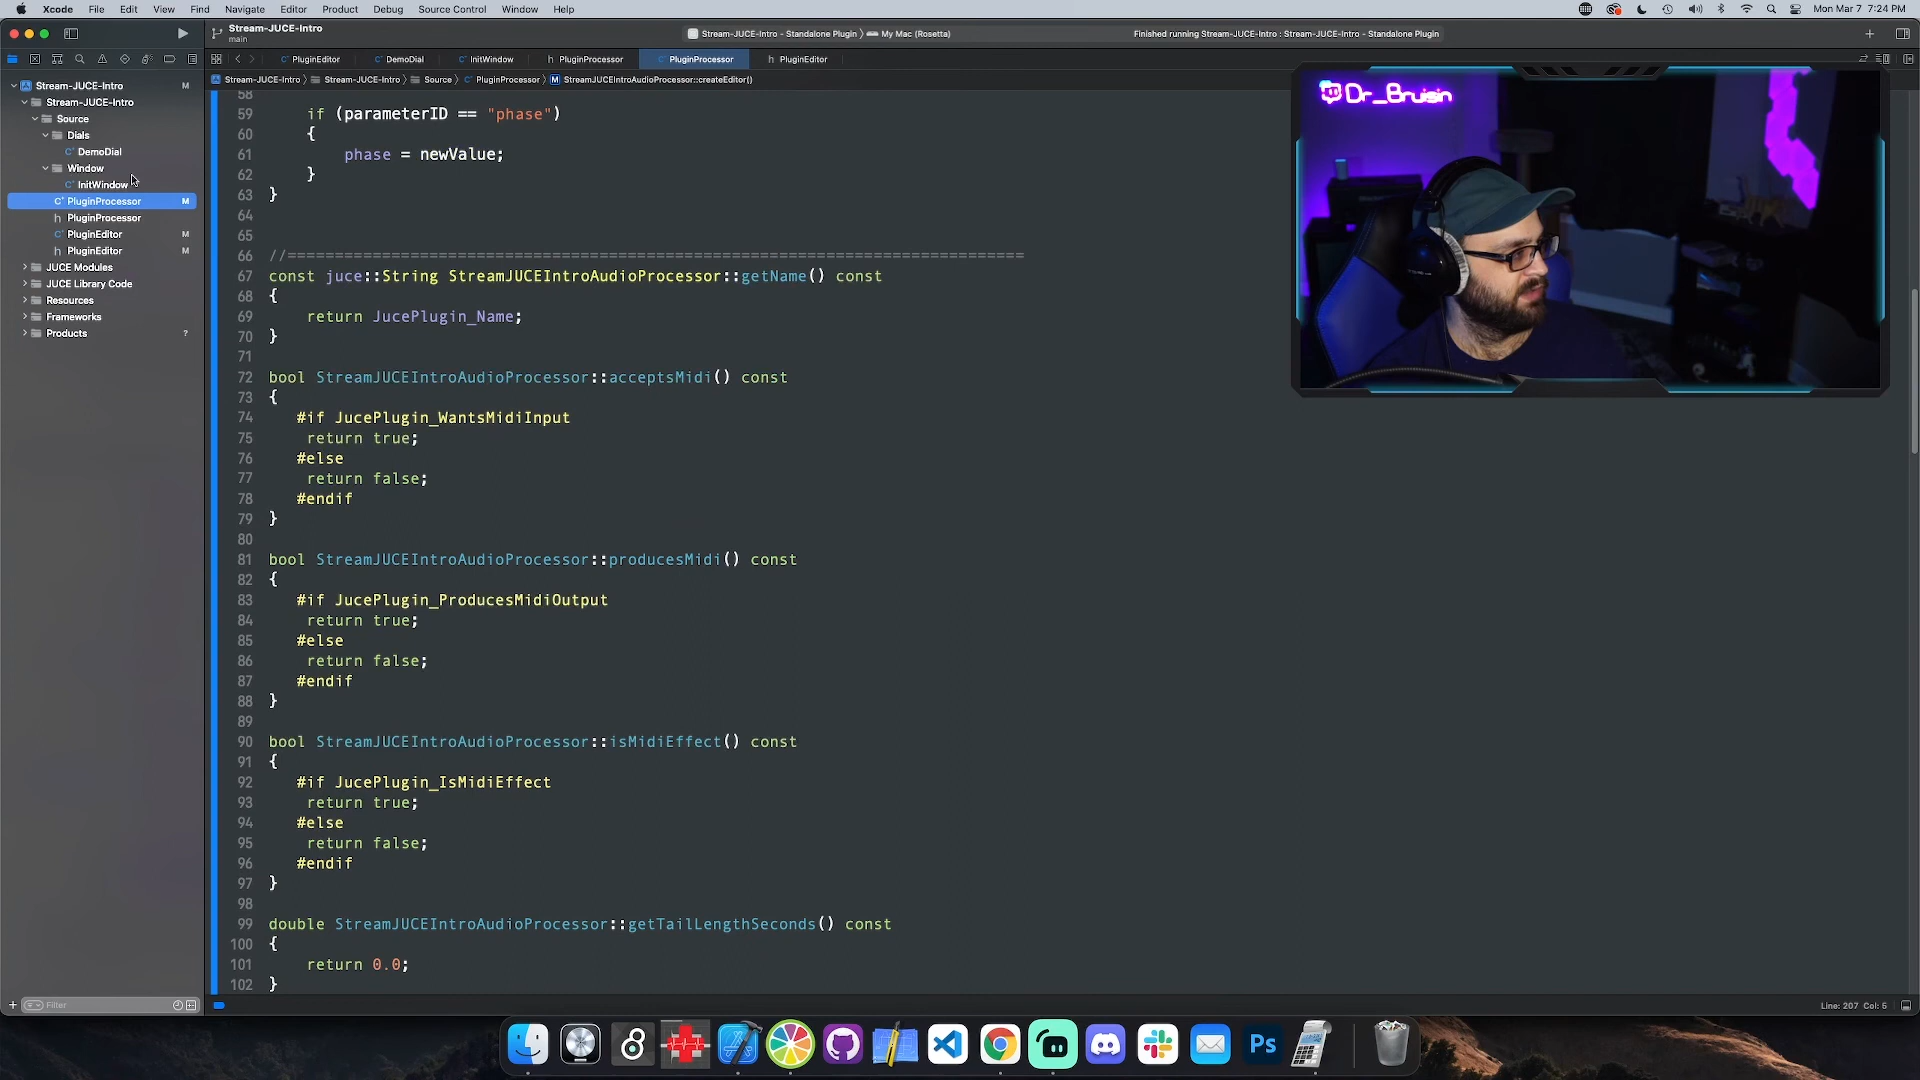 Xcode File Edit View Find Navigate Editor Product Debug Source Control Window Help Mon Mar 7 7:24 PM
Stream-JUCE-Intro
main
Stream-JUCE-Intro - Standalone Plugin 〉 My Mac (Rosetta)
Finished running Stream-JUCE-Intro : Stream-JUCE-Intro - Standalone Plugin
PluginEditor DemoDial InitWindow PluginProcessor PluginProcessor PluginEditor
Stream-JUCE-Intro 〉 Stream-JUCE-Intro 〉 Source 〉 PluginProcessor 〉 StreamJUCEIntroAudioProcessor::createEditor()
Stream-JUCE-Intro M
Stream-JUCE-Intro
Source
Dials
DemoDial
Window
InitWindow
PluginProcessor M
PluginProcessor
PluginEditor M
PluginEditor M
JUCE Modules
JUCE Library Code
Resources
Frameworks
Products ?
Filter
58
59 if (parameterID == "phase")
60 {
61 phase = newValue;
62 }
63 }
64
65
66 //==============================================================================
67 const juce::String StreamJUCEIntroAudioProcessor::getName() const
68 {
69 return JucePlugin_Name;
70 }
71
72 bool StreamJUCEIntroAudioProcessor::acceptsMidi() const
73 {
74 #if JucePlugin_WantsMidiInput
75 return true;
76 #else
77 return false;
78 #endif
79 }
80
81 bool StreamJUCEIntroAudioProcessor::producesMidi() const
82 {
83 #if JucePlugin_ProducesMidiOutput
84 return true;
85 #else
86 return false;
87 #endif
88 }
89
90 bool StreamJUCEIntroAudioProcessor::isMidiEffect() const
91 {
92 #if JucePlugin_IsMidiEffect
93 return true;
94 #else
95 return false;
96 #endif
97 }
98
99 double StreamJUCEIntroAudioProcessor::getTailLengthSeconds() const
100 {
101 return 0.0;
102 }
Dr_Bruisin
Line: 207 Col: 5
Ps